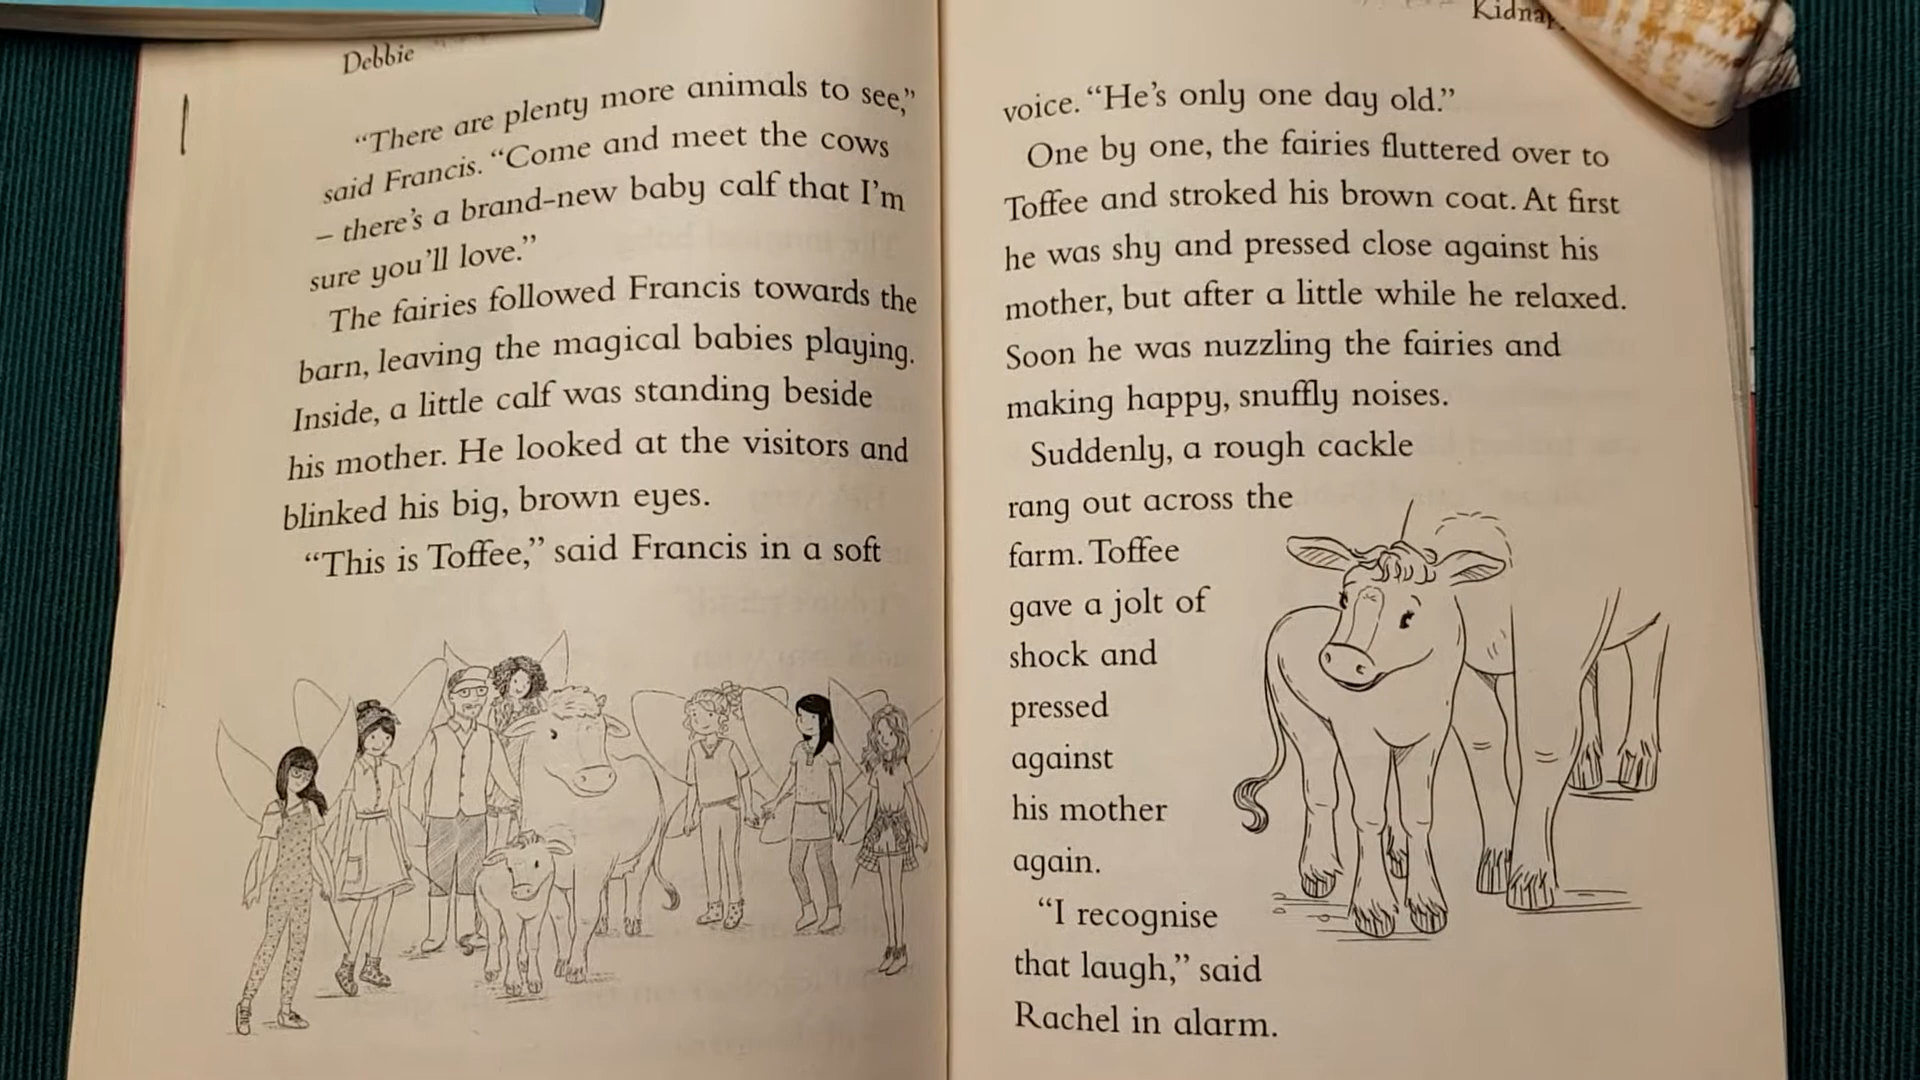 Debbie
“There are plenty more animals to see,”
said Francis. “Come and meet the cows
– there’s a brand-new baby calf that I’m
sure you’ll love.”
The fairies followed Francis towards the
barn, leaving the magical babies playing.
Inside, a little calf was standing beside
his mother. He looked at the visitors and
blinked his big, brown eyes.
“This is Toffee,” said Francis in a soft
voice. “He’s only one day old.”
One by one, the fairies fluttered over to
Toffee and stroked his brown coat. At first
he was shy and pressed close against his
mother, but after a little while he relaxed.
Soon he was nuzzling the fairies and
making happy, snuffly noises.
Suddenly, a rough cackle
rang out across the
farm. Toffee
gave a jolt of
shock and
pressed
against
his mother
again.
“I recognise
that laugh,” said
Rachel in alarm.